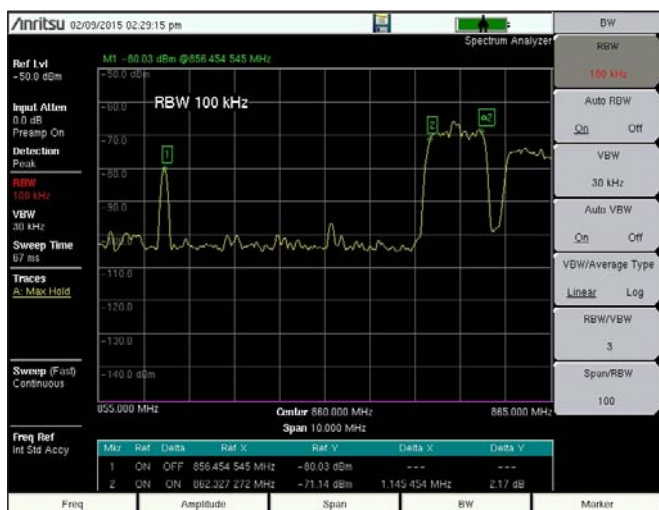 Anritsu 02/09/2015 02:29:15 pm
BW
Spectrum Analyzer
Ref Lvl
-50.0 dBm
Input Atten
0.0 dB
Preamp On
Detection
Peak
RBW
100 kHz
VBW
30 kHz
Sweep Time
67 ms
Traces
A: Max Hold
Sweep (Fast)
Continuous
Freq Ref
Int Std Accy
M1 -80.03 dBm @856.454 545 MHz
-50.0 dBm
RBW 100 kHz
-60.0
-70.0
-80.0
-90.0
-110.0
-120.0
-130.0
-140.0 dBm
1
2
Δ2
855.000 MHz
Center 860.000 MHz
865.000 MHz
Span 10.000 MHz
Mkr Ref Delta Ref X Ref Y Delta X Delta Y
1 ON OFF 856.454 545 MHz -80.03 dBm --- ---
2 ON ON 862.327 272 MHz -71.14 dBm 1.145 454 MHz 2.17 dB
RBW
100 kHz
Auto RBW
On Off
VBW
30 kHz
Auto VBW
On Off
VBW/Average Type
Linear Log
RBW/VBW
3
Span/RBW
100
Freq Amplitude Span BW Marker